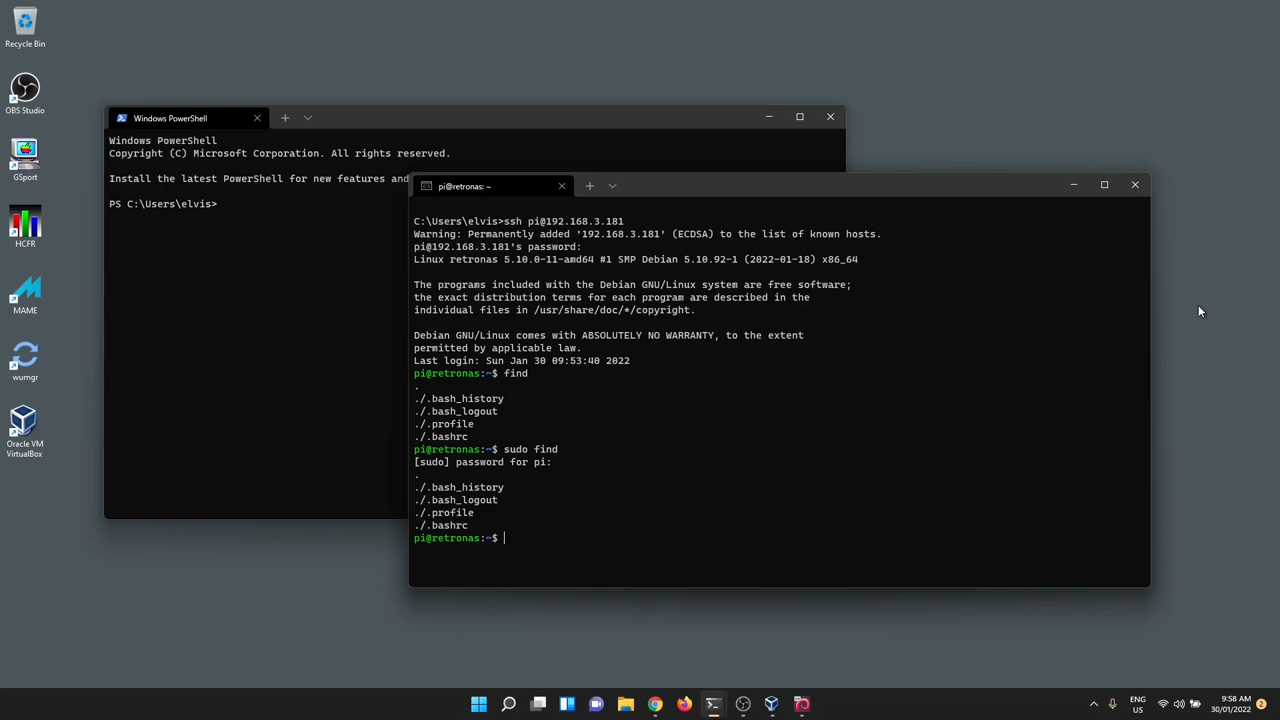 Recycle Bin
OBS Studio
GSport
HCFR
MAME
wumgr
Oracle VM
VirtualBox
Windows PowerShell
Windows PowerShell
Copyright (C) Microsoft Corporation. All rights reserved.
Install the latest PowerShell for new features and
PS C:\Users\elvis>
pi@retronas: ~
C:\Users\elvis>ssh pi@192.168.3.181
Warning: Permanently added '192.168.3.181' (ECDSA) to the list of known hosts.
pi@192.168.3.181's password:
Linux retronas 5.10.0-11-amd64 #1 SMP Debian 5.10.92-1 (2022-01-18) x86_64
The programs included with the Debian GNU/Linux system are free software;
the exact distribution terms for each program are described in the
individual files in /usr/share/doc/*/copyright.
Debian GNU/Linux comes with ABSOLUTELY NO WARRANTY, to the extent
permitted by applicable law.
Last login: Sun Jan 30 09:53:40 2022
pi@retronas:~$ find
.
./.bash_history
./.bash_logout
./.profile
./.bashrc
pi@retronas:~$ sudo find
[sudo] password for pi:
.
./.bash_history
./.bash_logout
./.profile
./.bashrc
pi@retronas:~$
ENG
US
9:58 AM
30/01/2022
2